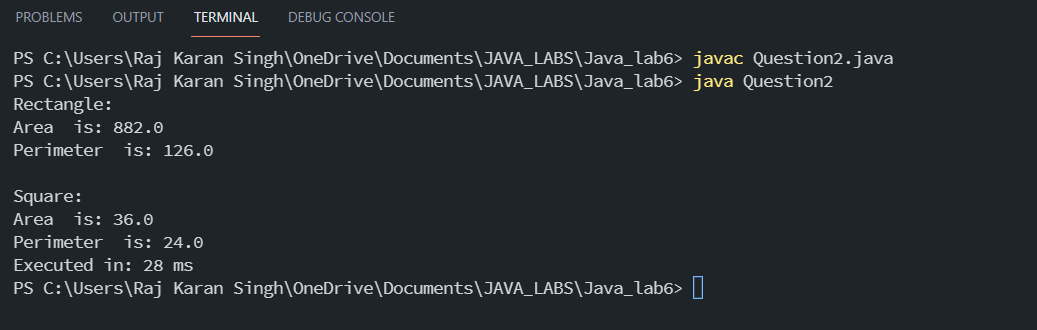 PROBLEMS OUTPUT TERMINAL DEBUG CONSOLE
PS C:\Users\Raj Karan Singh\OneDrive\Documents\JAVA_LABS\Java_lab6> javac Question2.java
PS C:\Users\Raj Karan Singh\OneDrive\Documents\JAVA_LABS\Java_lab6> java Question2
Rectangle:
Area  is: 882.0
Perimeter  is: 126.0
Square:
Area  is: 36.0
Perimeter  is: 24.0
Executed in: 28 ms
PS C:\Users\Raj Karan Singh\OneDrive\Documents\JAVA_LABS\Java_lab6>